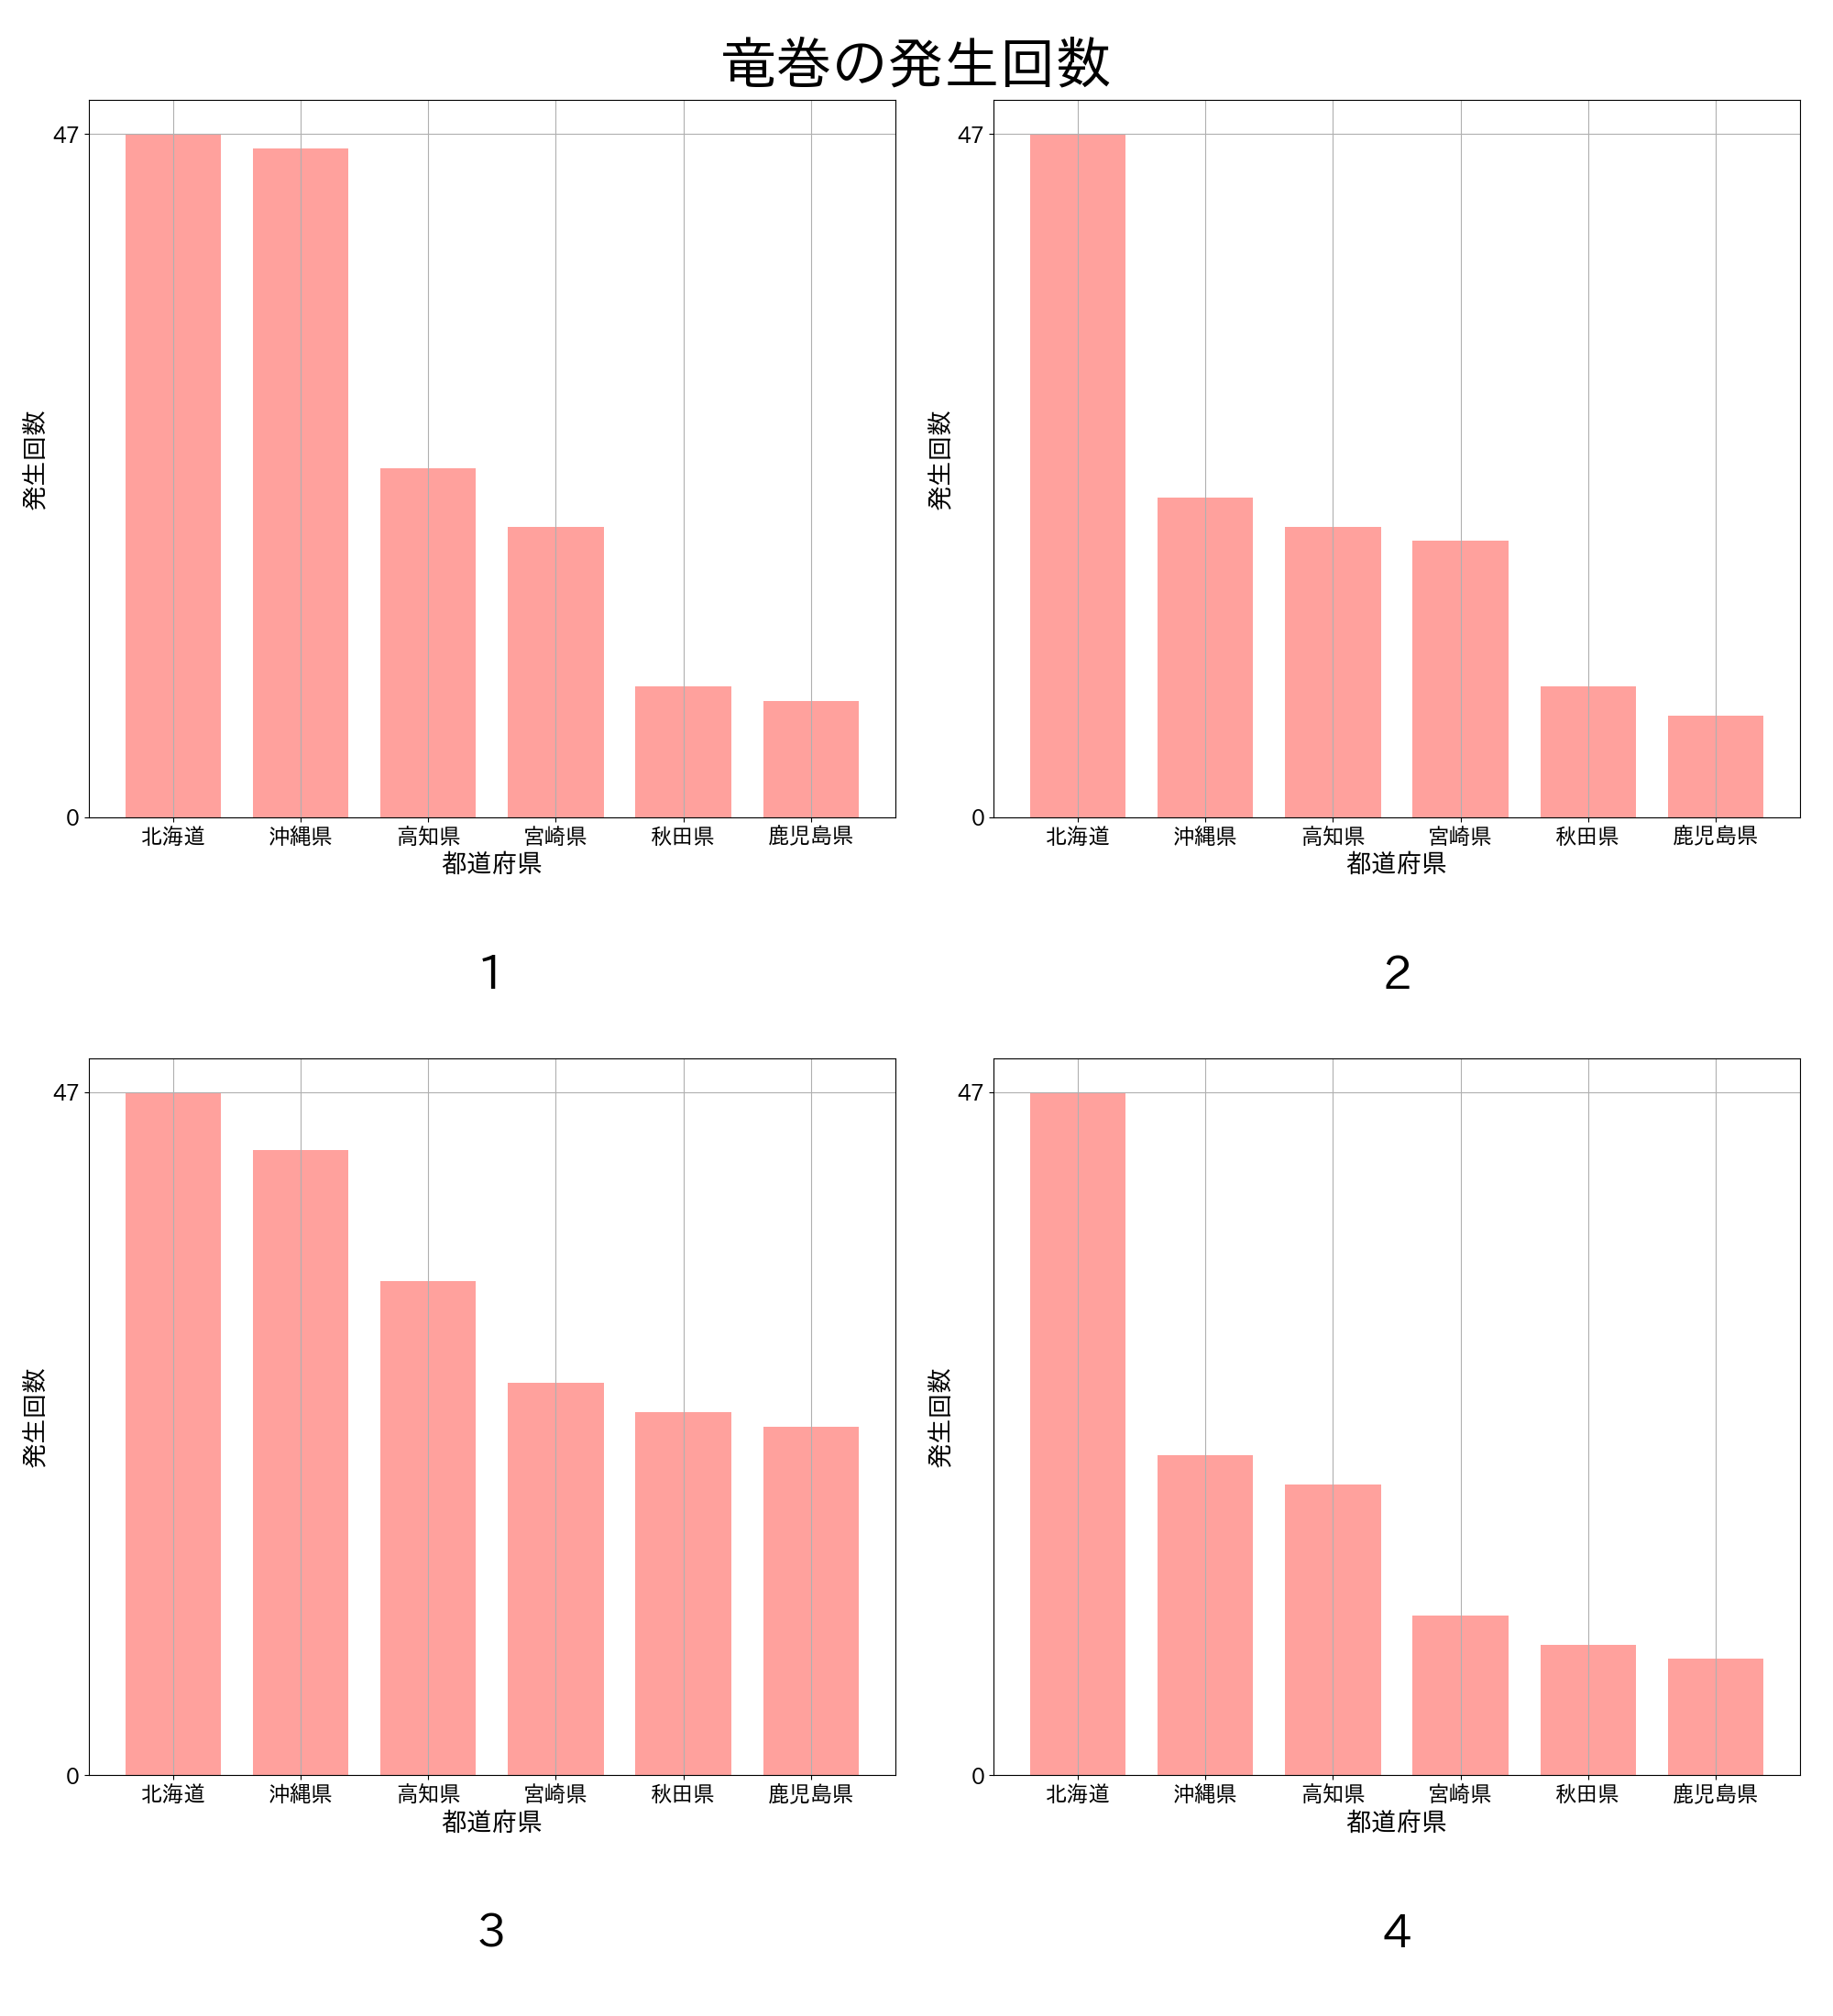 竜巻の発生回数
47
0
発生回数
北海道 沖縄県 高知県 宮崎県 秋田県 鹿児島県
都道府県
1
47
0
発生回数
北海道 沖縄県 高知県 宮崎県 秋田県 鹿児島県
都道府県
2
47
0
発生回数
北海道 沖縄県 高知県 宮崎県 秋田県 鹿児島県
都道府県
3
47
0
発生回数
北海道 沖縄県 高知県 宮崎県 秋田県 鹿児島県
都道府県
4